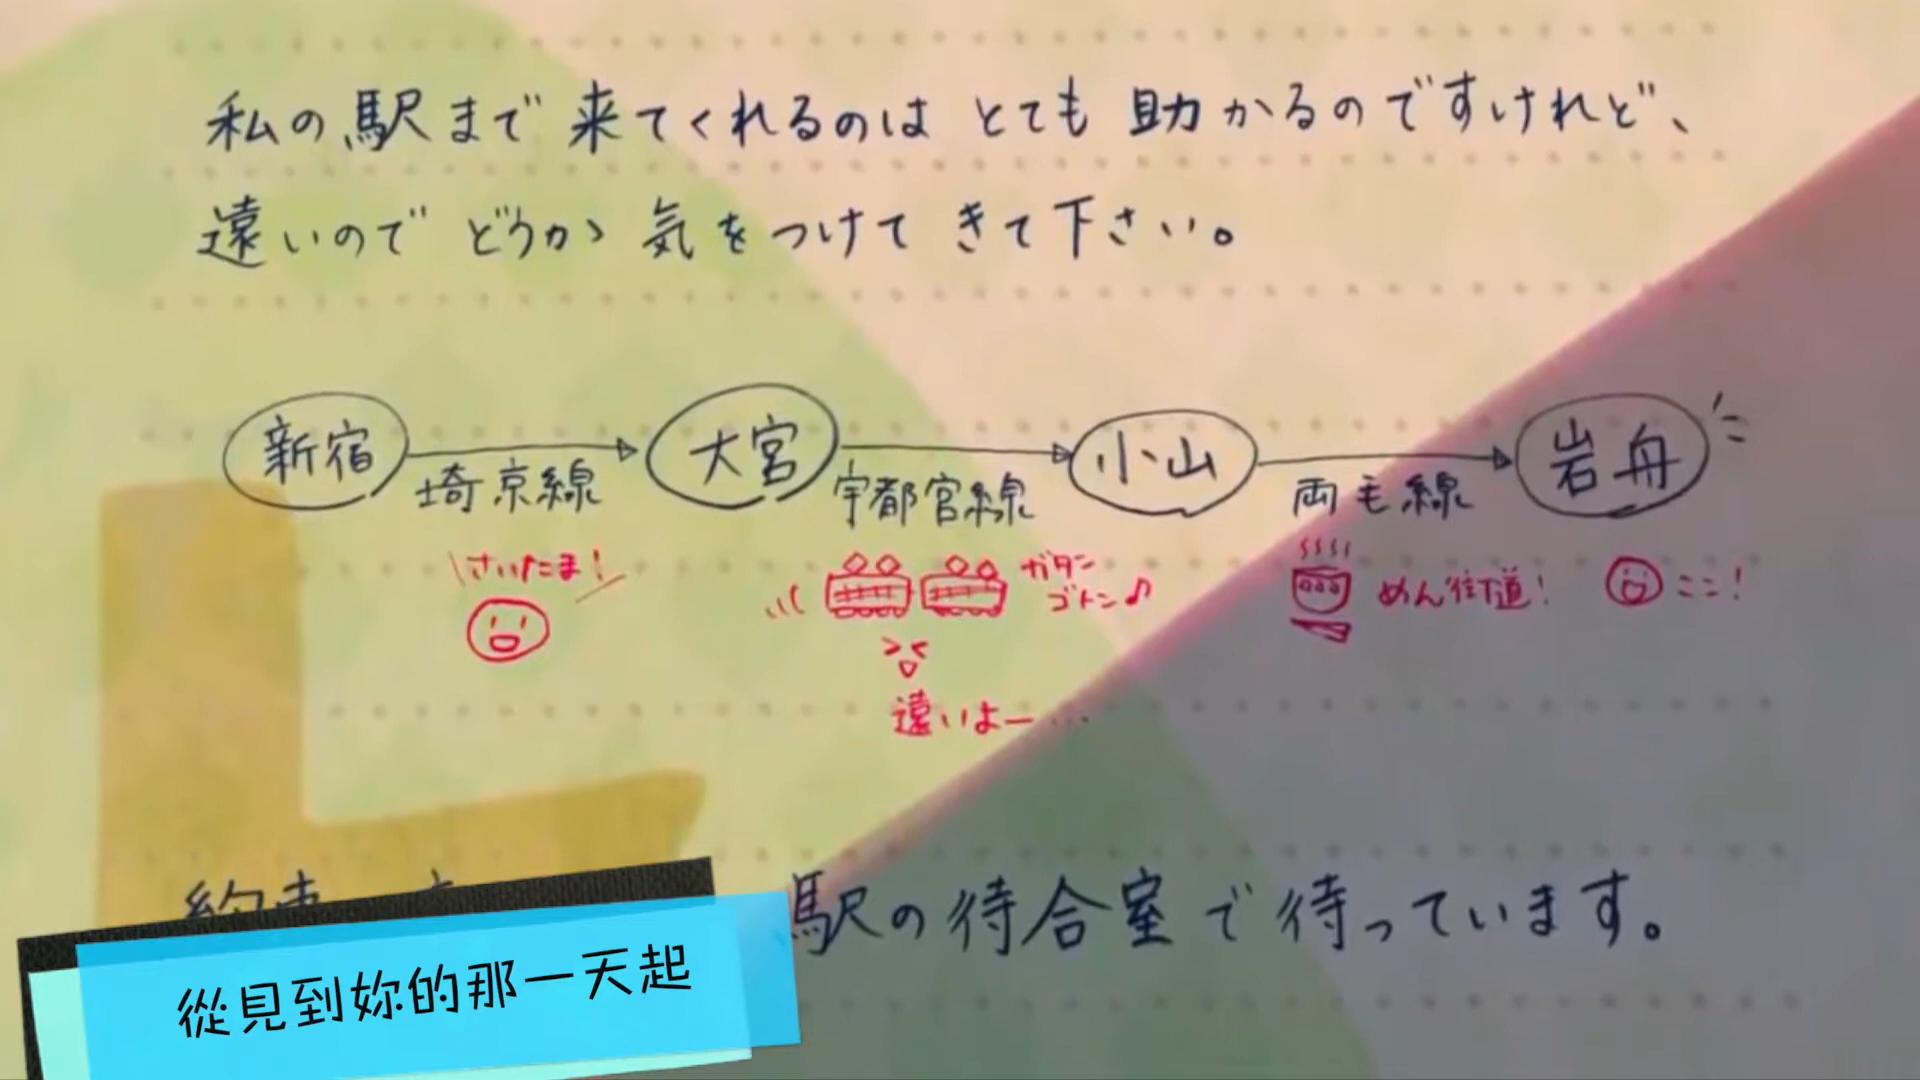 私の駅まで来てくれるのはとても助かるのですけれど、
遠いのでどうか気をつけてきて下さい。
新宿 埼京線 大宮 宇都宮線 小山 両毛線 岩舟
さいたま!
ガタン
ゴトン♪
めん街道!
ここ!
遠いよー…
駅の待合室で待っています。
從見到妳的那一天起